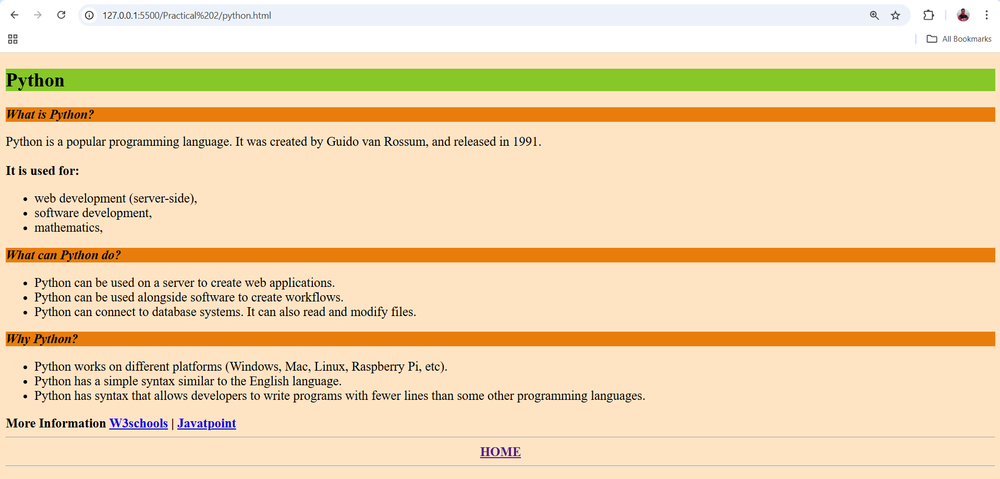 127.0.0.1:5500/Practical%202/python.html
All Bookmarks
Python
What is Python?
Python is a popular programming language. It was created by Guido van Rossum, and released in 1991.
It is used for:
• web development (server-side),
• software development,
• mathematics,
What can Python do?
• Python can be used on a server to create web applications.
• Python can be used alongside software to create workflows.
• Python can connect to database systems. It can also read and modify files.
Why Python?
• Python works on different platforms (Windows, Mac, Linux, Raspberry Pi, etc).
• Python has a simple syntax similar to the English language.
• Python has syntax that allows developers to write programs with fewer lines than some other programming languages.
More Information W3schools | Javatpoint
HOME